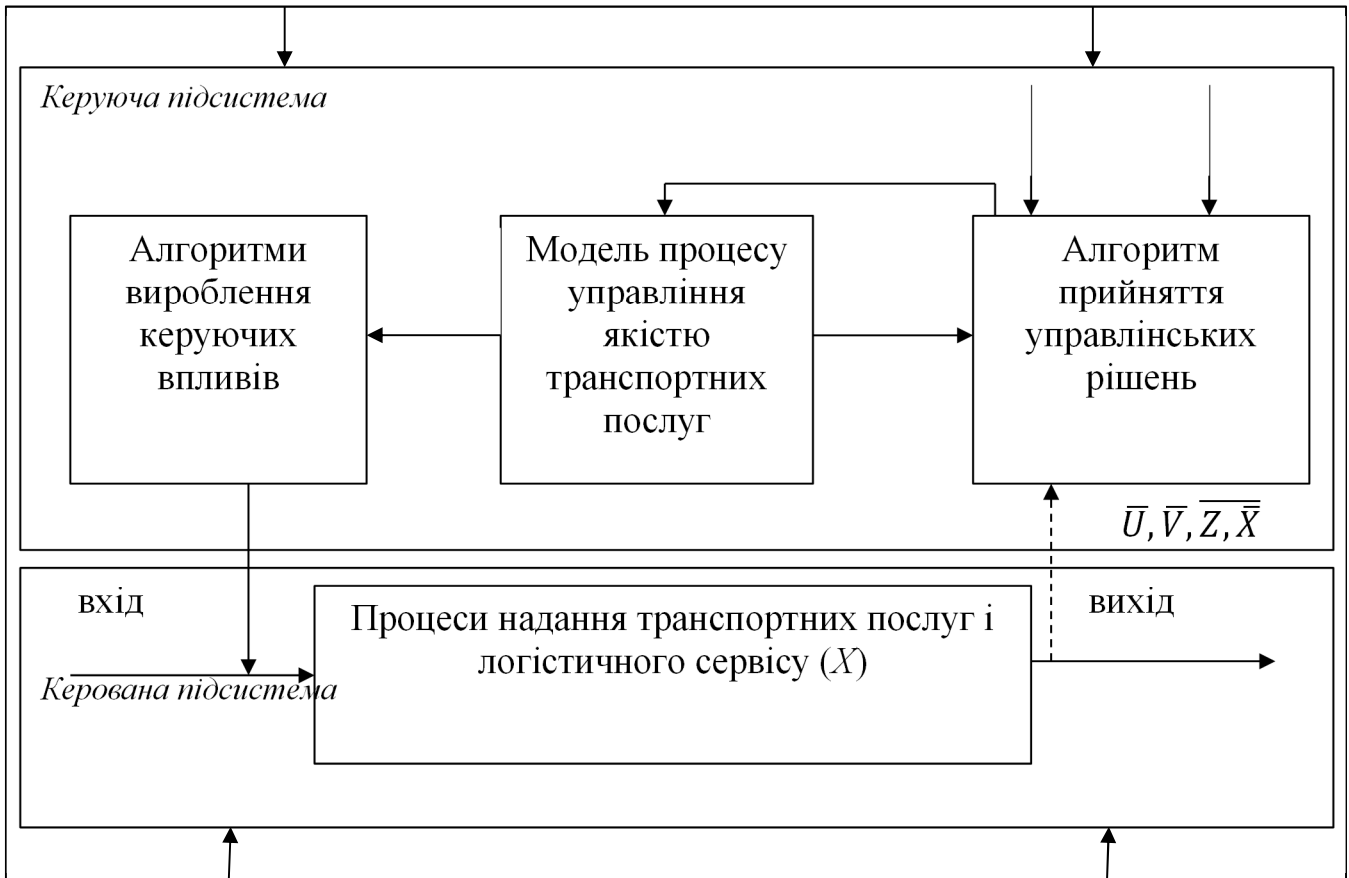 Керуюча підсистема
Алгоритми
вироблення
керуючих
впливів
Модель процесу
управління
якістю
транспортних
послуг
Алгоритм
прийняття
управлінських
рішень
U̅, V̅, Z̅, X̅
вхід
Процеси надання транспортних послуг і
логістичного сервісу (X)
вихід
Керована підсистема